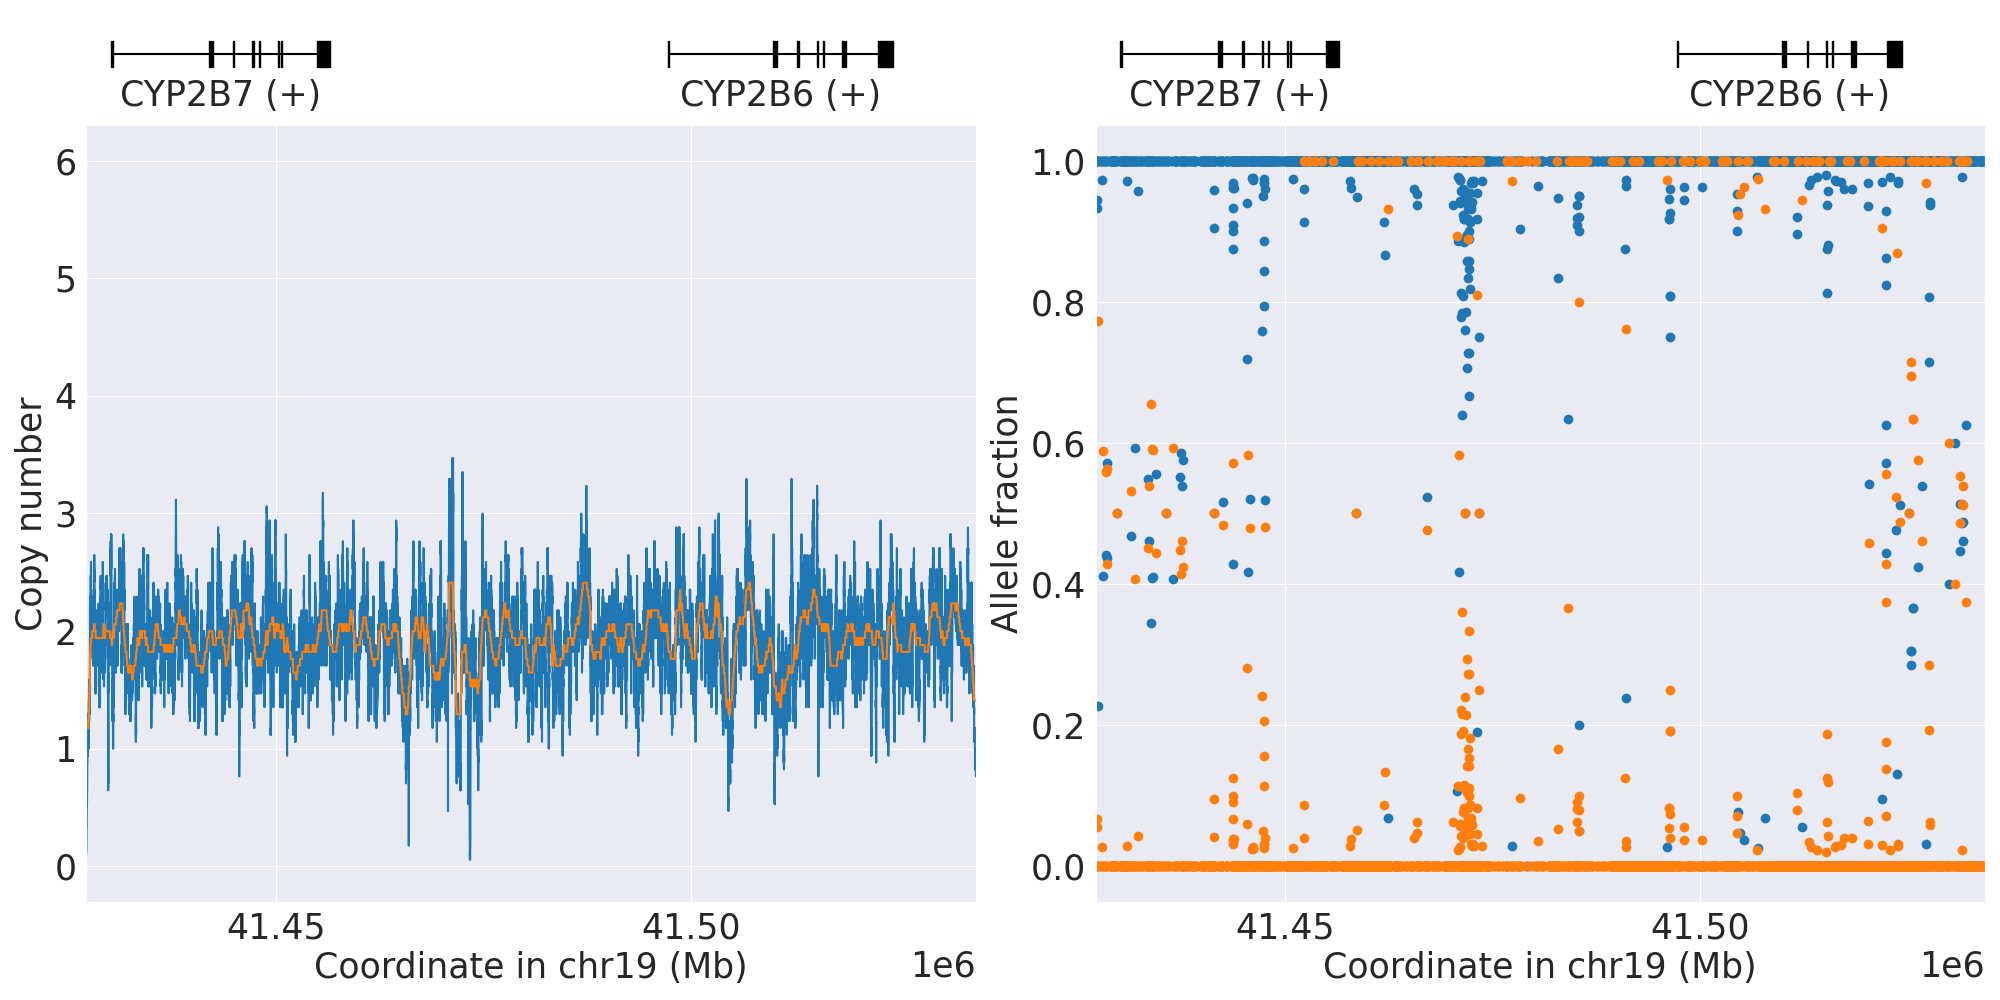 CYP2B7 (+)
CYP2B6 (+)
6
5
4
3
2
1
0
Copy number
41.45
41.50
Coordinate in chr19 (Mb)
1e6
CYP2B7 (+)
CYP2B6 (+)
1.0
0.8
0.6
0.4
0.2
0.0
Allele fraction
41.45
41.50
Coordinate in chr19 (Mb)
1e6